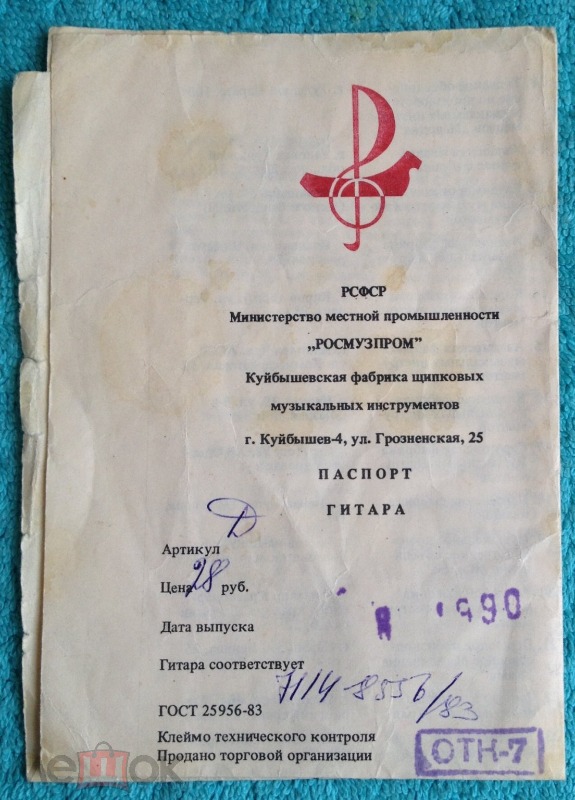 РСФСР
Министерство местной промышленности
„РОСМУЗПРОМ”
Куйбышевская фабрика щипковых
музыкальных инструментов
г. Куйбышев-4, ул. Грозненская, 25
ПАСПОРТ
ГИТАРА
Артикул Д
Цена 28 руб.
Дата выпуска 1990
Гитара соответствует
ГОСТ 25956-83
Клеймо технического контроля
Продано торговой организации
ОТК-7